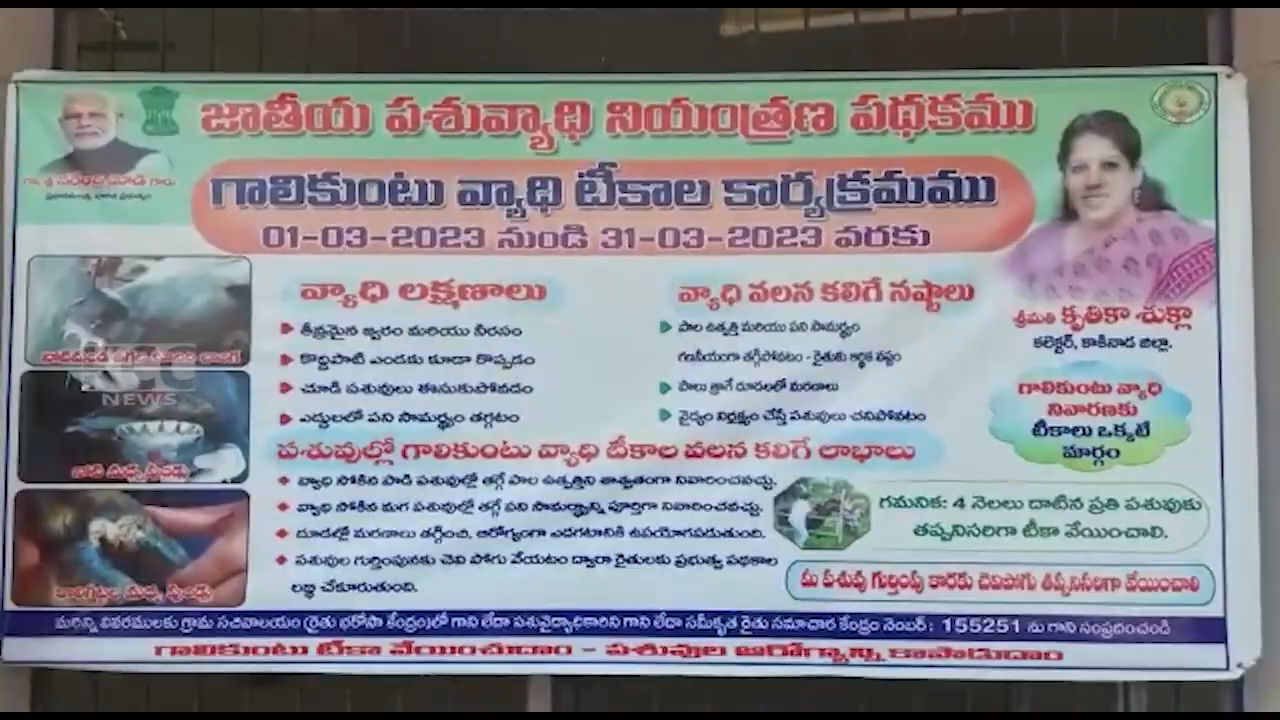 జాతీయ పశువ్యాధి నియంత్రణ పథకము
గాలికుంటు వ్యాధి టీకాల కార్యక్రమము
01-03-2023 నుండి 31-03-2023 వరకు
వ్యాధి లక్షణాలు
తీవ్రమైన జ్వరం మరియు నీరసం
కొద్దిపాటి ఎండకు కూడా రొప్పడం
చూడి పశువులు ఈసుకుపోవడం
ఎద్దులలో పని సామర్థ్యం తగ్గటం
వ్యాధి వలన కలిగే నష్టాలు
పాల ఉత్పత్తి మరియు పని సామర్థ్యం
గణనీయంగా తగ్గిపోవటం - రైతుకు ఆర్థిక నష్టం
పాలు త్రాగే దూడలలో మరణాలు
వైద్యం నిర్లక్ష్యం చేస్తే పశువులు చనిపోవటం
శ్రీమతి కృతికా శుక్లా
కలెక్టర్, కాకినాడ జిల్లా.
గాలికుంటు వ్యాధి
నివారణకు
టీకాలు ఒక్కటే
మార్గం
KCC
NEWS
పశువుల్లో గాలికుంటు వ్యాధి టీకాల వలన కలిగే లాభాలు
వ్యాధి సోకిన పాడి పశువుల్లో తగ్గే పాల ఉత్పత్తిని శాశ్వతంగా నివారించవచ్చు.
వ్యాధి సోకిన మగ పశువుల్లో తగ్గే పని సామర్థ్యాన్ని పూర్తిగా నివారించవచ్చు.
దూడల్లో మరణాలు తగ్గించి, ఆరోగ్యంగా ఎదగటానికి ఉపయోగపడుతుంది.
పశువుల గుర్తింపునకు చెవి పోగు వేయటం ద్వారా రైతులకు ప్రభుత్వ పథకాల
లబ్ధి చేకూరుతుంది.
గమనిక: 4 నెలలు దాటిన ప్రతి పశువుకు
తప్పనిసరిగా టీకా వేయించాలి.
మీ పశువు గుర్తింపు కొరకు చెవిపోగు తప్పనిసరిగా వేయించాలి
మరిన్ని వివరములకు గ్రామ సచివాలయం (రైతు భరోసా కేంద్రం)లో గాని లేదా పశువైద్యాధికారిని గాని లేదా సమీకృత రైతు సమాచార కేంద్రం నెంబర్ : 155251 ను గాని సంప్రదించండి
గాలికుంటు టీకా వేయించుదాం - పశువుల ఆరోగ్యాన్ని కాపాడుదాం